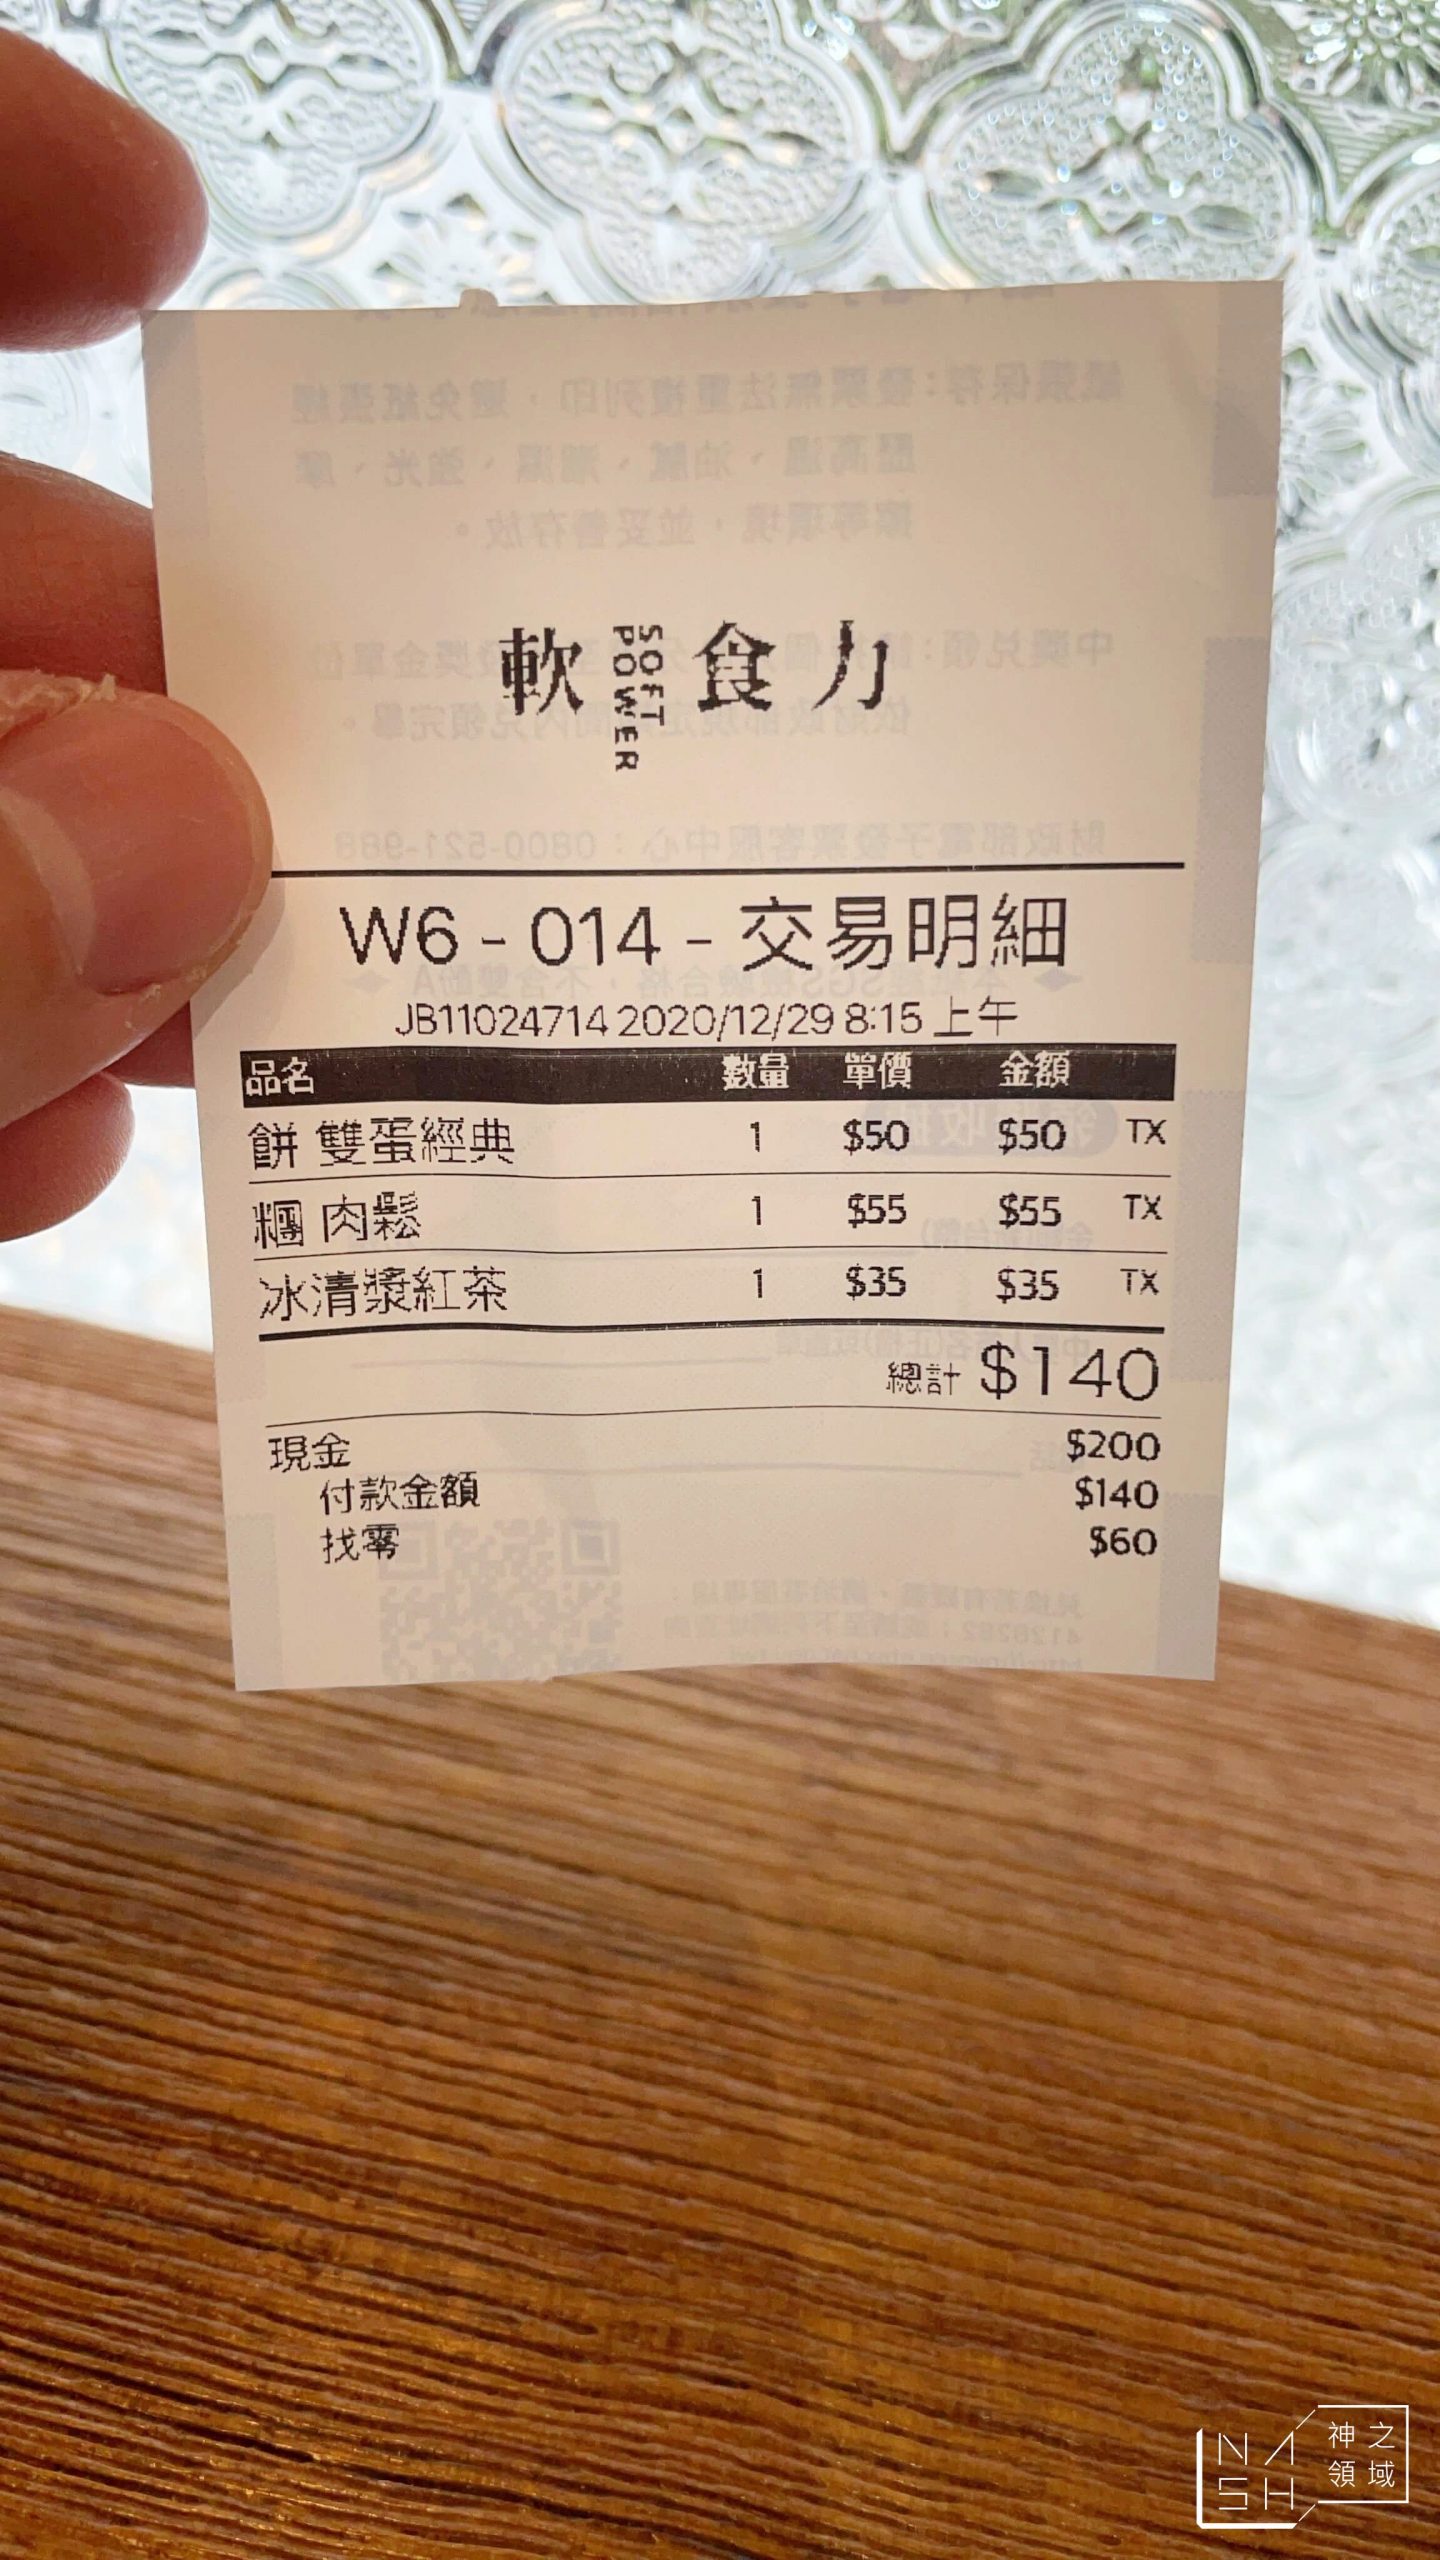 軟 SOFT POWER 食力
W6 - 014 - 交易明細
JB11024714 2020/12/29 8:15 上午
品名 數量 單價 金額
餅 雙蛋經典 1 $50 $50 TX
糰 肉鬆 1 $55 $55 TX
冰清漿紅茶 1 $35 $35 TX
總計 $140
現金 $200
付款金額 $140
找零 $60
NASH 神之領域